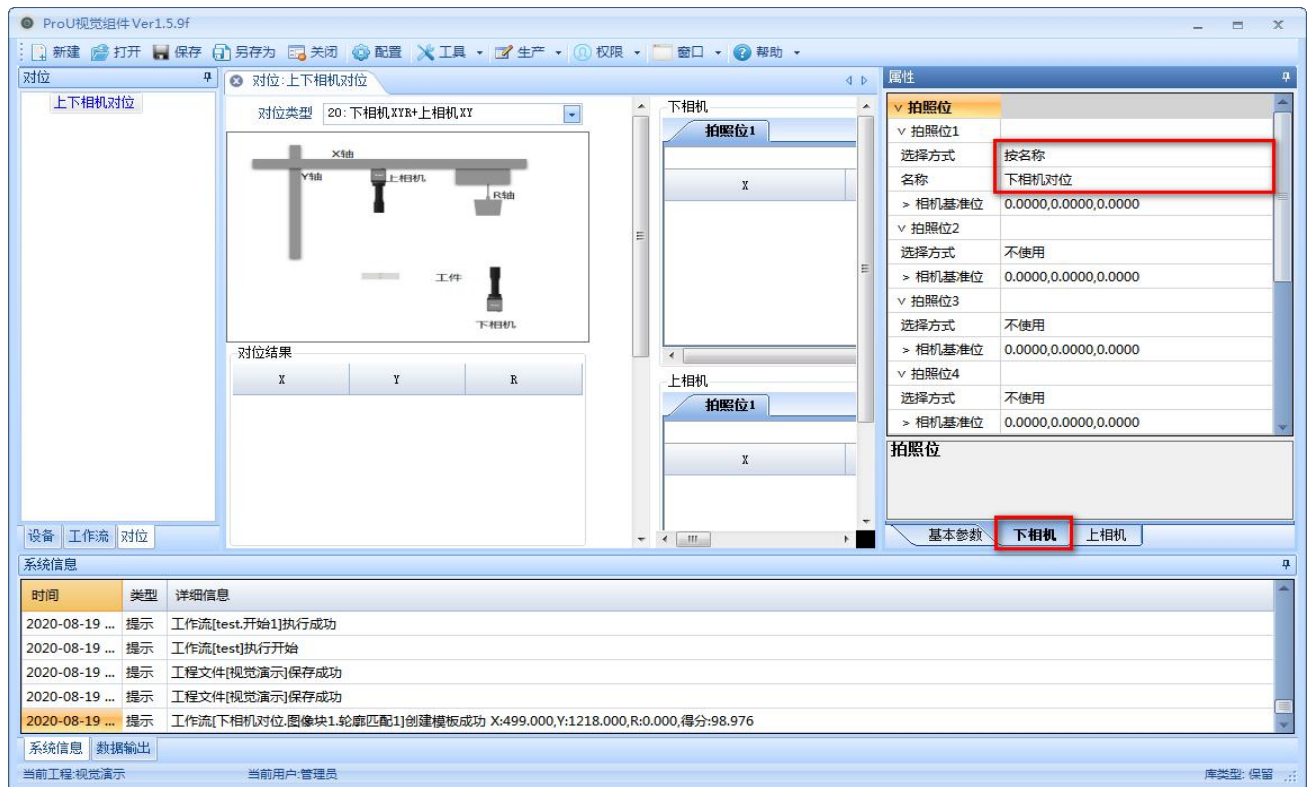 ProU视觉组件 Ver1.5.9f
新建 打开 保存 另存为 关闭 配置 工具 生产 权限 窗口 帮助
对位
上下相机对位
设备 工作流 对位
对位:上下相机对位
对位类型 20:下相机XYR+上相机XY
X轴
Y轴 上相机
R轴
工件
下相机
对位结果
X Y R
下相机
拍照位1
X
上相机
拍照位1
X
属性
拍照位
拍照位1
选择方式 按名称
名称 下相机对位
> 相机基准位 0.0000,0.0000,0.0000
拍照位2
选择方式 不使用
> 相机基准位 0.0000,0.0000,0.0000
拍照位3
选择方式 不使用
> 相机基准位 0.0000,0.0000,0.0000
拍照位4
选择方式 不使用
> 相机基准位 0.0000,0.0000,0.0000
拍照位
基本参数 下相机 上相机
系统信息
时间 类型 详细信息
2020-08-19 ... 提示 工作流[test.开始1]执行成功
2020-08-19 ... 提示 工作流[test]执行开始
2020-08-19 ... 提示 工程文件[视觉演示]保存成功
2020-08-19 ... 提示 工程文件[视觉演示]保存成功
2020-08-19 ... 提示 工作流[下相机对位.图像块1.轮廓匹配1]创建模板成功 X:499.000,Y:1218.000,R:0.000,得分:98.976
系统信息 数据输出
当前工程:视觉演示 当前用户:管理员 库类型: 保留